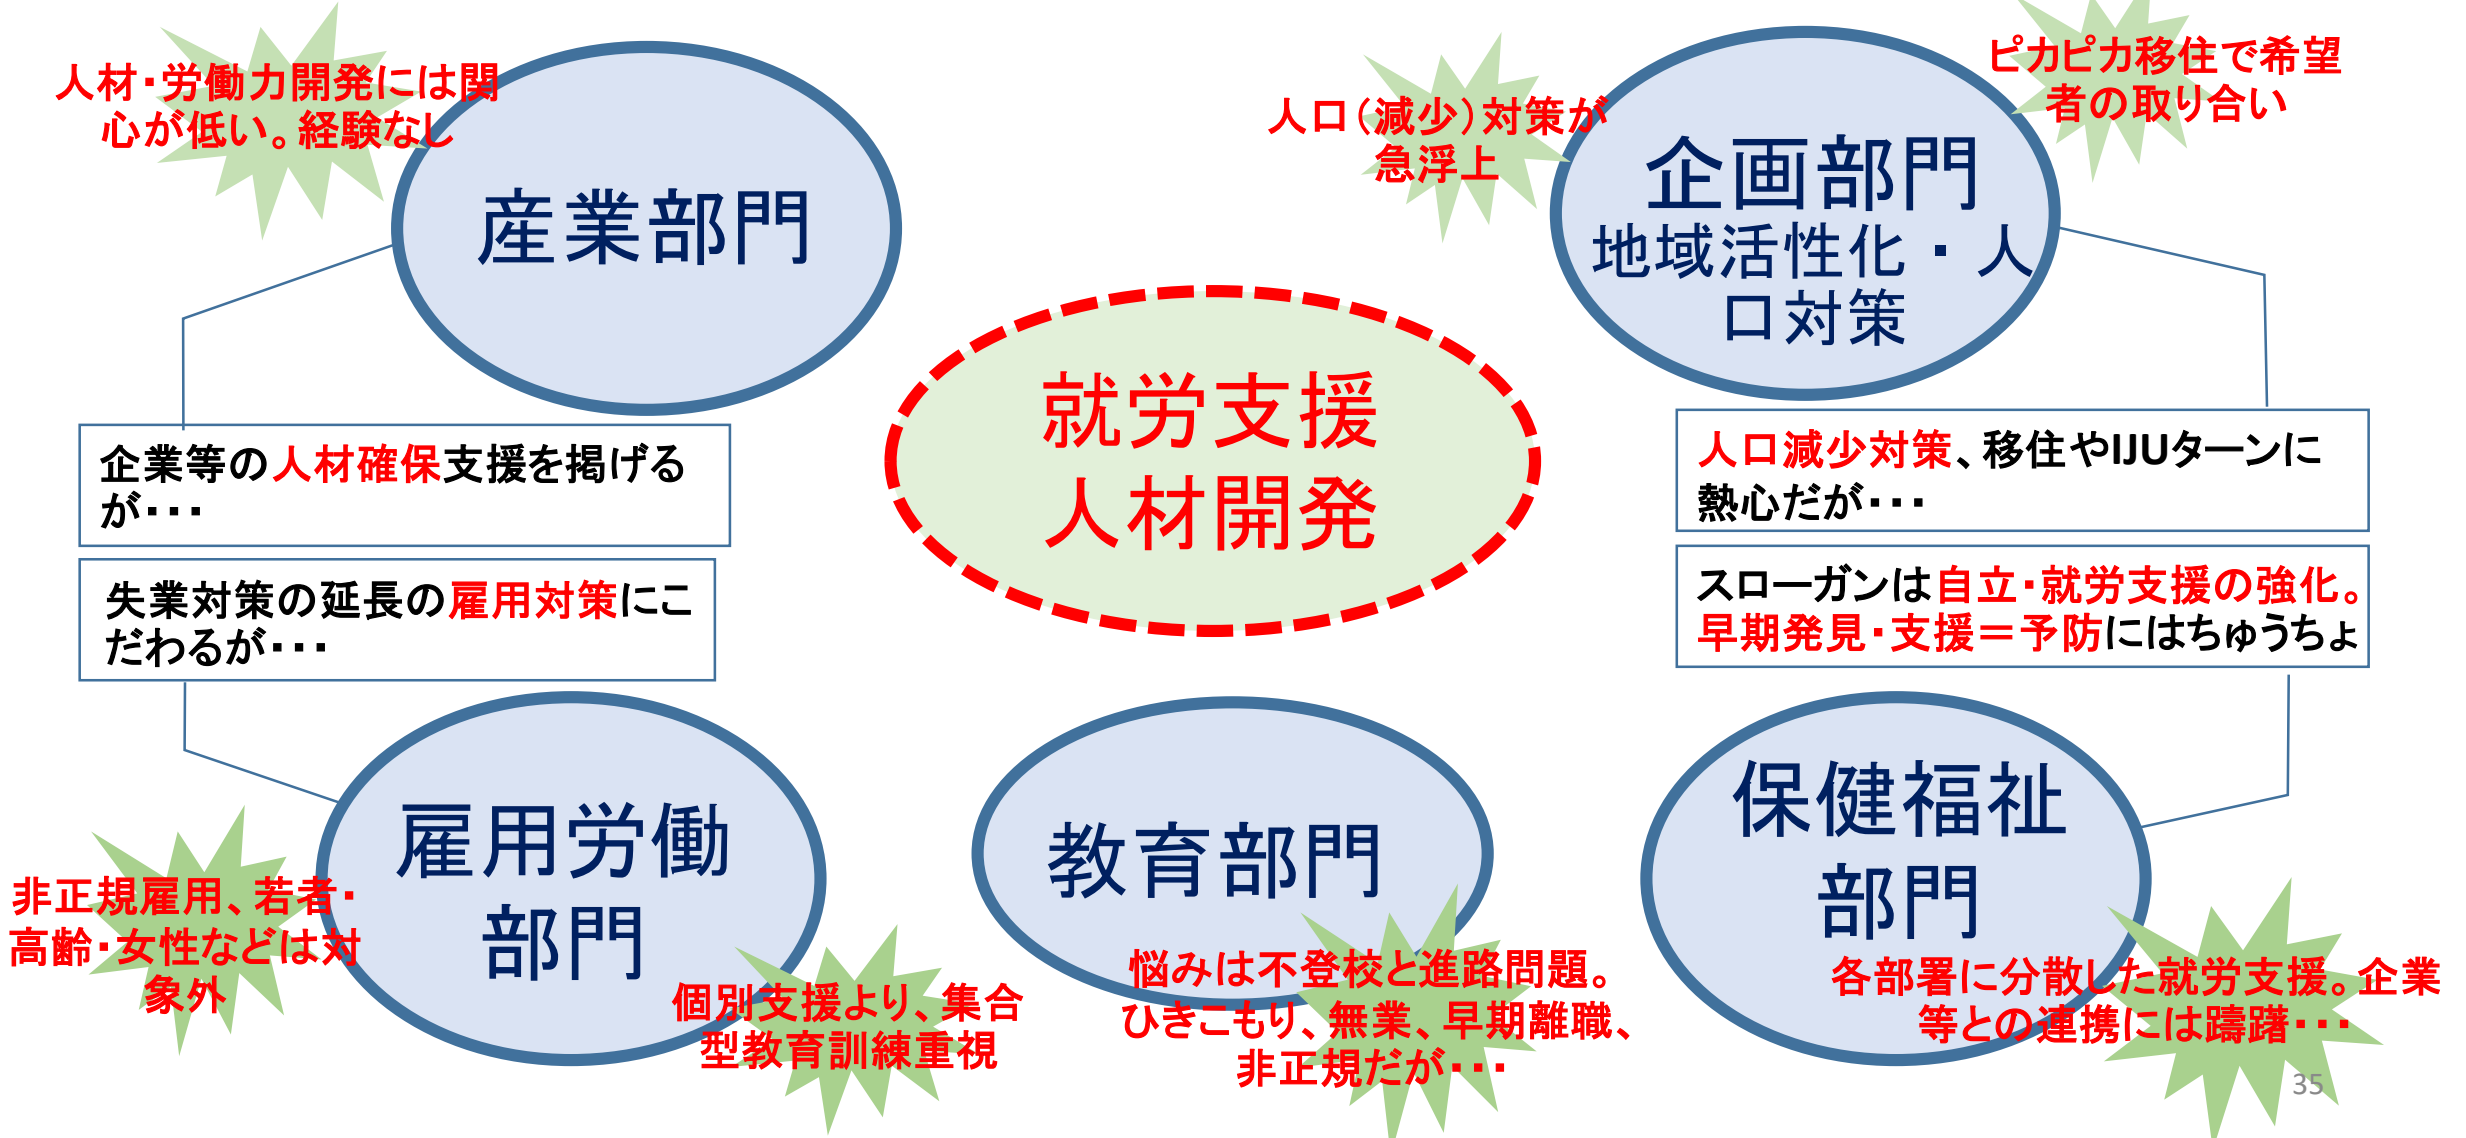 人材・労働力開発には関
心が低い。経験なし
産業部門
人口(減少)対策が
急浮上
企画部門
地域活性化・人
口対策
ピカピカ移住で希望
者の取り合い
企業等の人材確保支援を掲げる
が・・・
失業対策の延長の雇用対策にこ
だわるが・・・
就労支援
人材開発
人口減少対策、移住やIJUターンに
熱心だが・・・
スローガンは自立・就労支援の強化。
早期発見・支援＝予防にはちゅうちょ
雇用労働
部門
非正規雇用、若者・
高齢・女性などは対
象外
個別支援より、集合
型教育訓練重視
教育部門
悩みは不登校と進路問題。
ひきこもり、無業、早期離職、
非正規だが・・・
保健福祉
部門
各部署に分散した就労支援。企業
等との連携には躊躇・・・
35